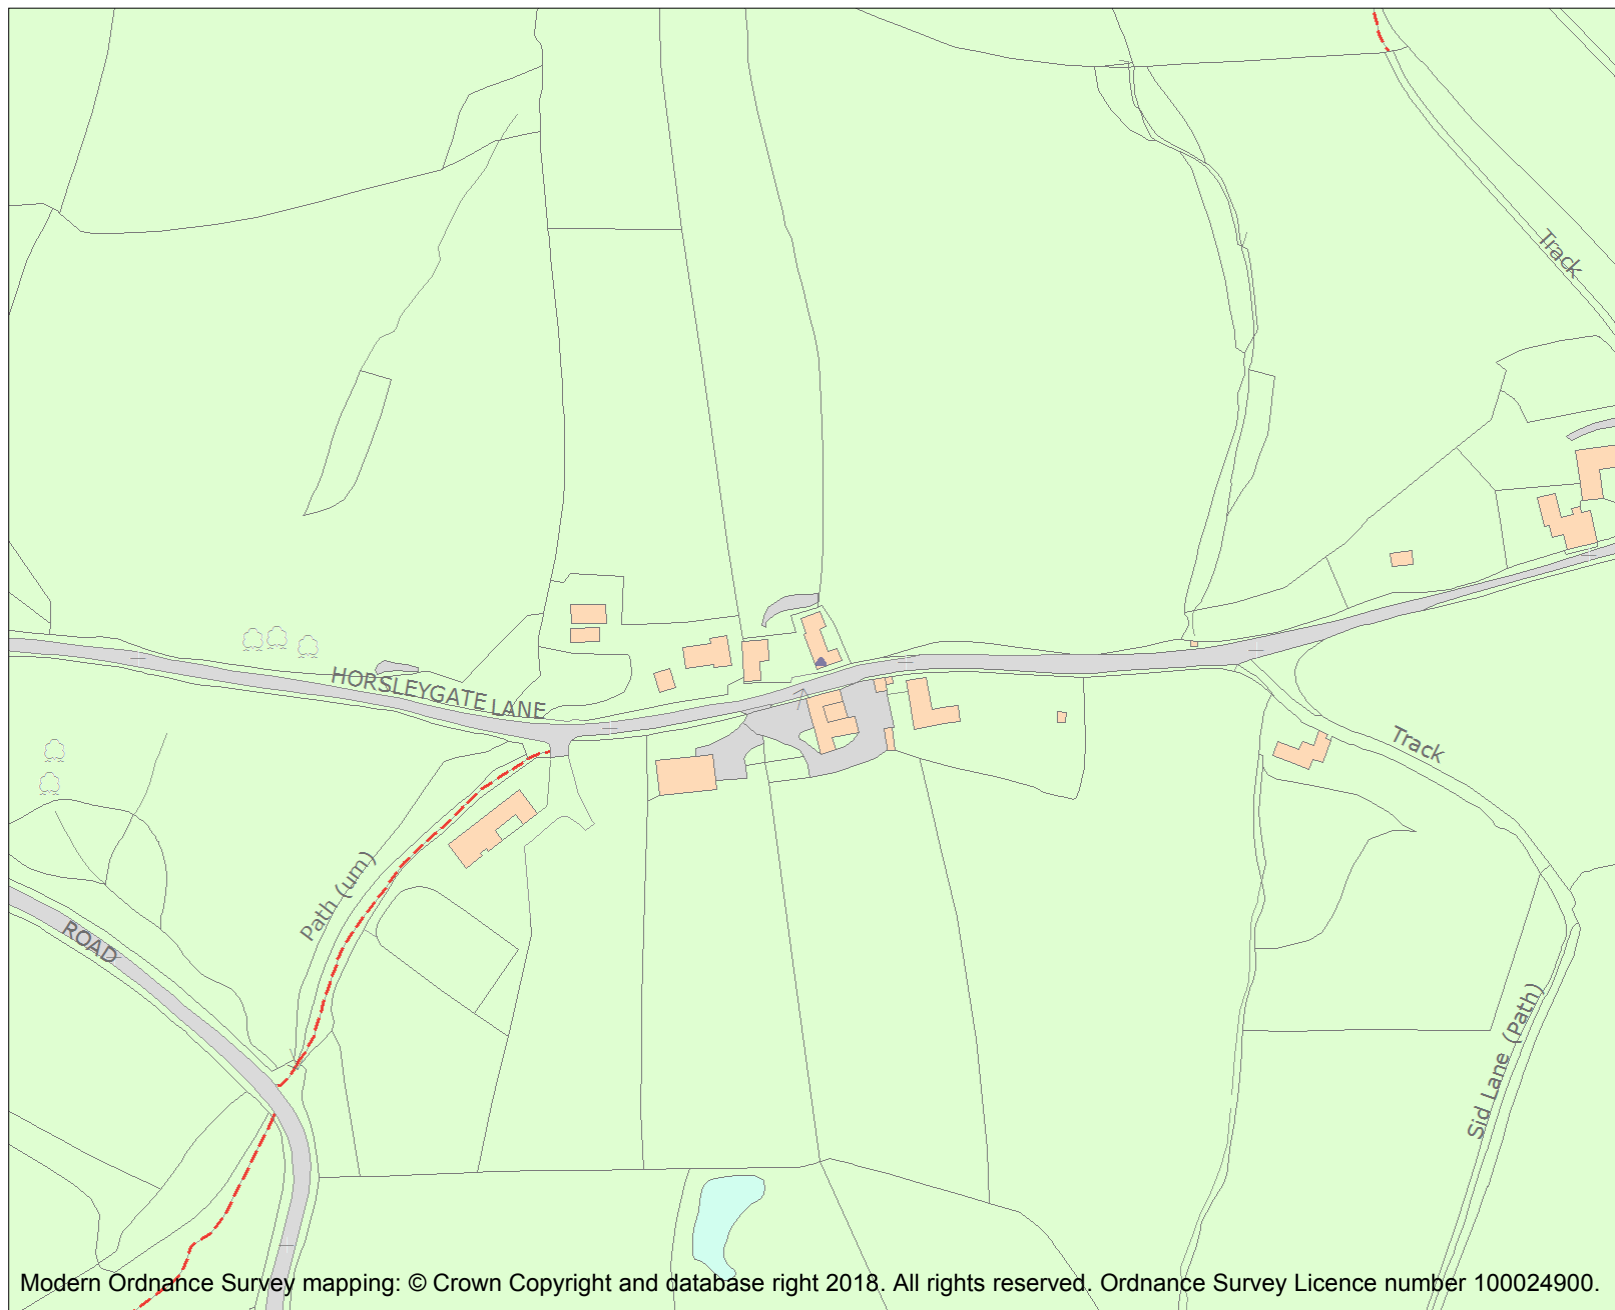 Track
HORSLEYGATE LANE
Track
Path (um)
ROAD
Sid Lane (Path)
Modern Ordnance Survey mapping: © Crown Copyright and database right 2018. All rights reserved. Ordnance Survey Licence number 100024900.